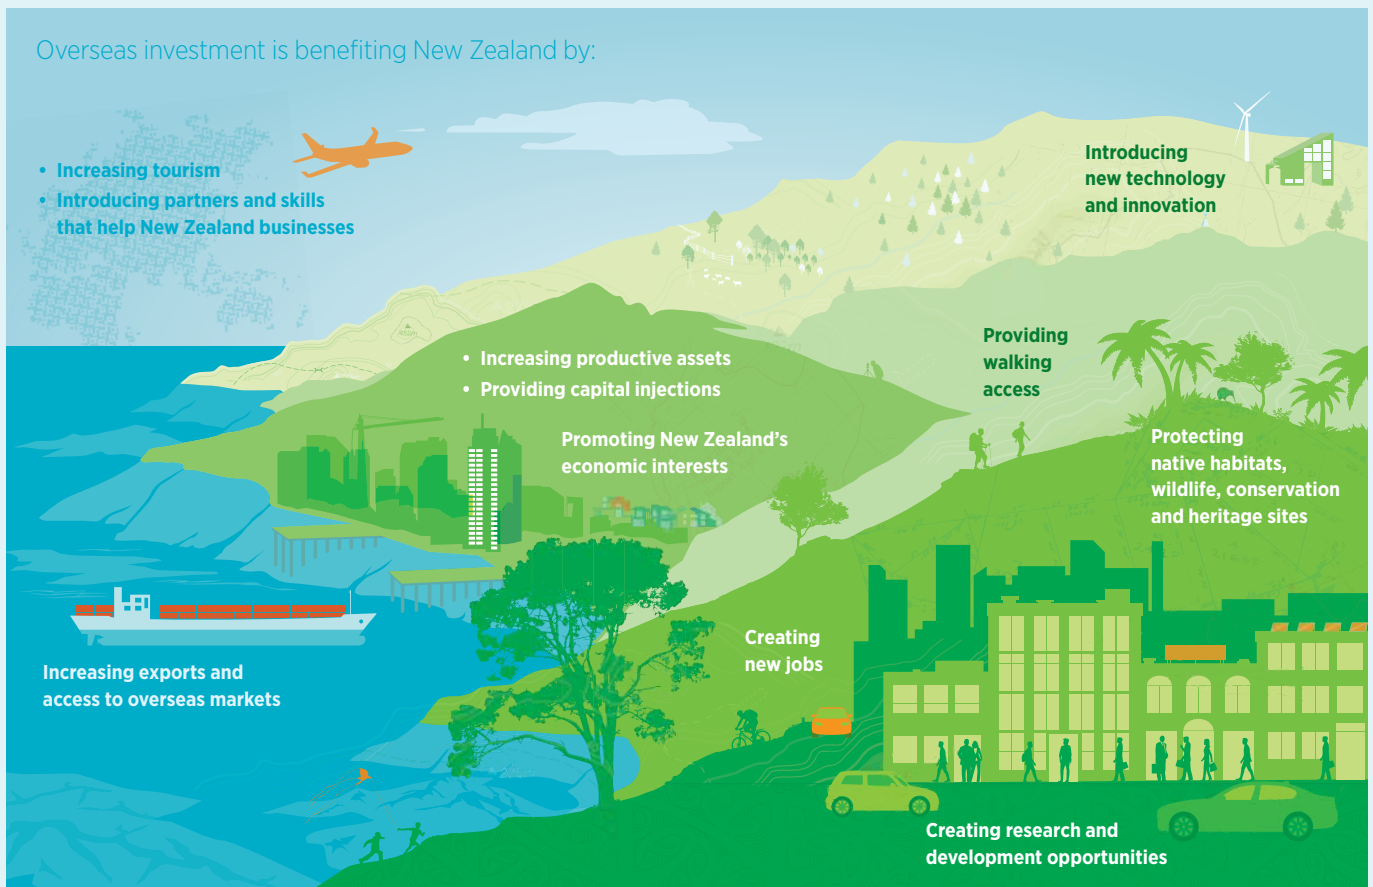 Overseas investment is benefiting New Zealand by:
• Increasing tourism
• Introducing partners and skills
that help New Zealand businesses
Introducing
new technology
and innovation
• Increasing productive assets
• Providing capital injections
Providing
walking
access
Promoting New Zealand's
economic interests
Protecting
native habitats,
wildlife, conservation
and heritage sites
Creating
new jobs
Increasing exports and
access to overseas markets
Creating research and
development opportunities